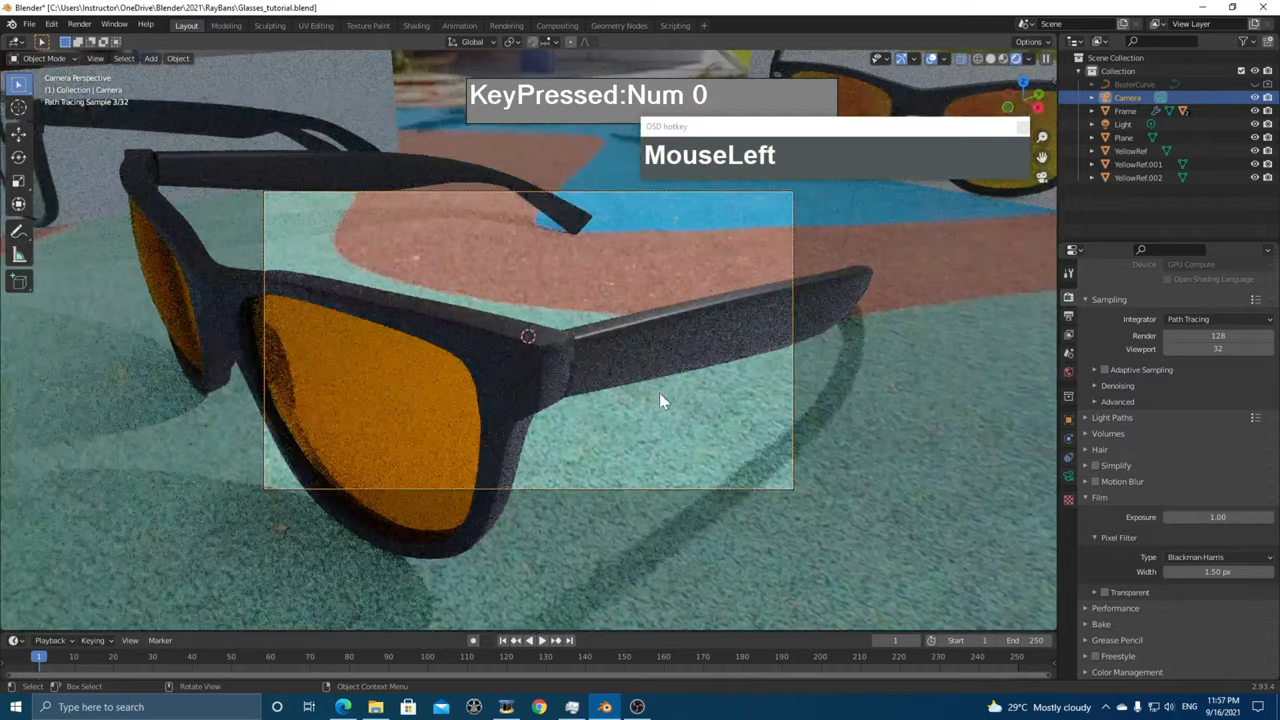 Blender* [C:\Users\Instructor\OneDrive\Blender\2021\RayBans\Glasses_tutorial.blend]
File Edit Render Window Help Layout Modeling Sculpting UV Editing Texture Paint Shading Animation Rendering Compositing Geometry Nodes Scripting + Scene View Layer
Global Options
Object Mode View Select Add Object
Camera Perspective
(1) Collection | Camera
Path Tracing Sample 3/32
KeyPressed:Num 0
OSD hotkey
MouseLeft
Scene Collection
Collection
BezierCurve
Camera
Frame
Light
Plane
YellowRef
YellowRef.001
YellowRef.002
Device GPU Compute
Open Shading Language
Sampling
Integrator Path Tracing
Render 128
Viewport 32
Adaptive Sampling
Denoising
Advanced
Light Paths
Volumes
Hair
Simplify
Motion Blur
Film
Exposure 1.00
Pixel Filter
Type Blackman-Harris
Width 1.50 px
Transparent
Performance
Bake
Grease Pencil
Freestyle
Color Management
Playback Keying View Marker 1 Start 1 End 250
1 10 20 30 40 50 60 70 80 90 100 110 120 130 140 150 160 170 180 190 200 210 220 230 240 250
Select Box Select Rotate View Object Context Menu 2.93.4
Type here to search 29°C Mostly cloudy 11:57 PM
9/16/2021